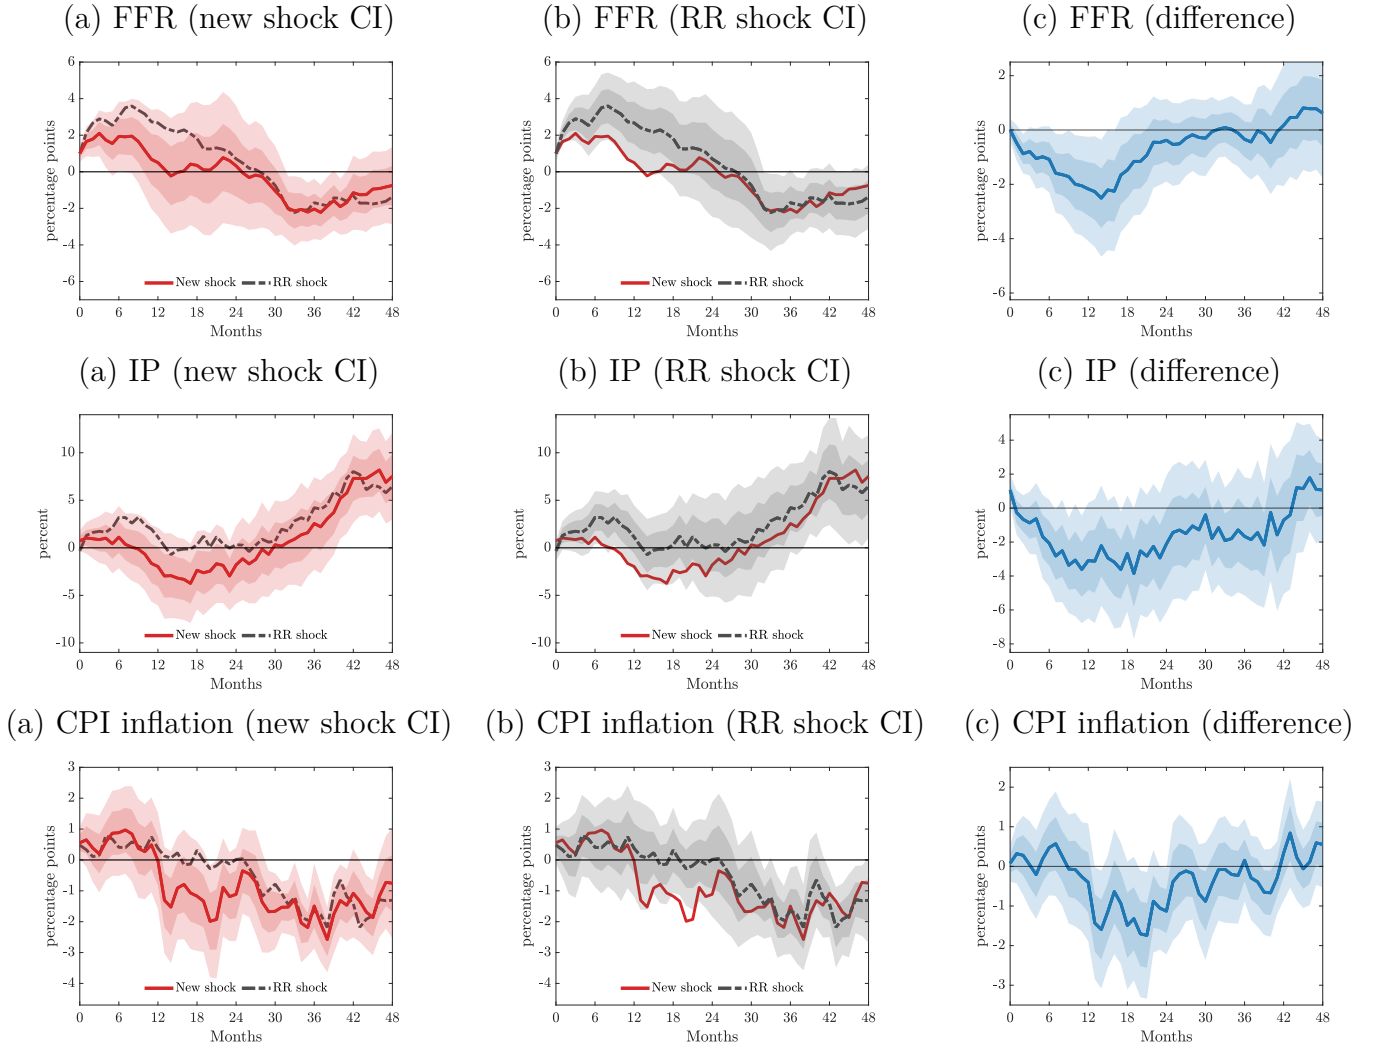 (a) FFR (new shock CI)
percentage points
6
4
2
0
-2
-4
-6
New shock
RR shock
0 6 12 18 24 30 36 42 48
Months
(b) FFR (RR shock CI)
percentage points
6
4
2
0
-2
-4
-6
New shock
RR shock
0 6 12 18 24 30 36 42 48
Months
(c) FFR (difference)
percentage points
2
0
-2
-4
-6
0 6 12 18 24 30 36 42 48
Months
(a) IP (new shock CI)
percent
10
5
0
-5
-10
New shock
RR shock
0 6 12 18 24 30 36 42 48
Months
(b) IP (RR shock CI)
percent
10
5
0
-5
-10
New shock
RR shock
0 6 12 18 24 30 36 42 48
Months
(c) IP (difference)
percent
4
2
0
-2
-4
-6
-8
0 6 12 18 24 30 36 42 48
Months
(a) CPI inflation (new shock CI)
percentage points
3
2
1
0
-1
-2
-3
-4
New shock
RR shock
0 6 12 18 24 30 36 42 48
Months
(b) CPI inflation (RR shock CI)
percentage points
3
2
1
0
-1
-2
-3
-4
New shock
RR shock
0 6 12 18 24 30 36 42 48
Months
(c) CPI inflation (difference)
percentage points
2
1
0
-1
-2
-3
0 6 12 18 24 30 36 42 48
Months